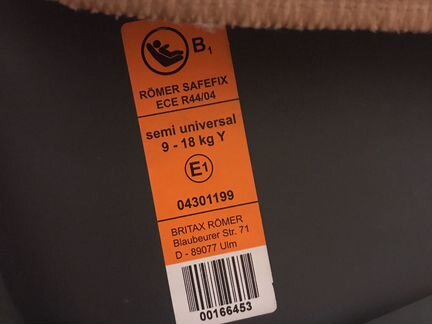 B1
RÖMER SAFEFIX
ECE R44/04
semi universal
9 - 18 kg Y
E1
04301199
BRITAX RÖMER
Blaubeurer Str. 71
D - 89077 Ulm
00166453